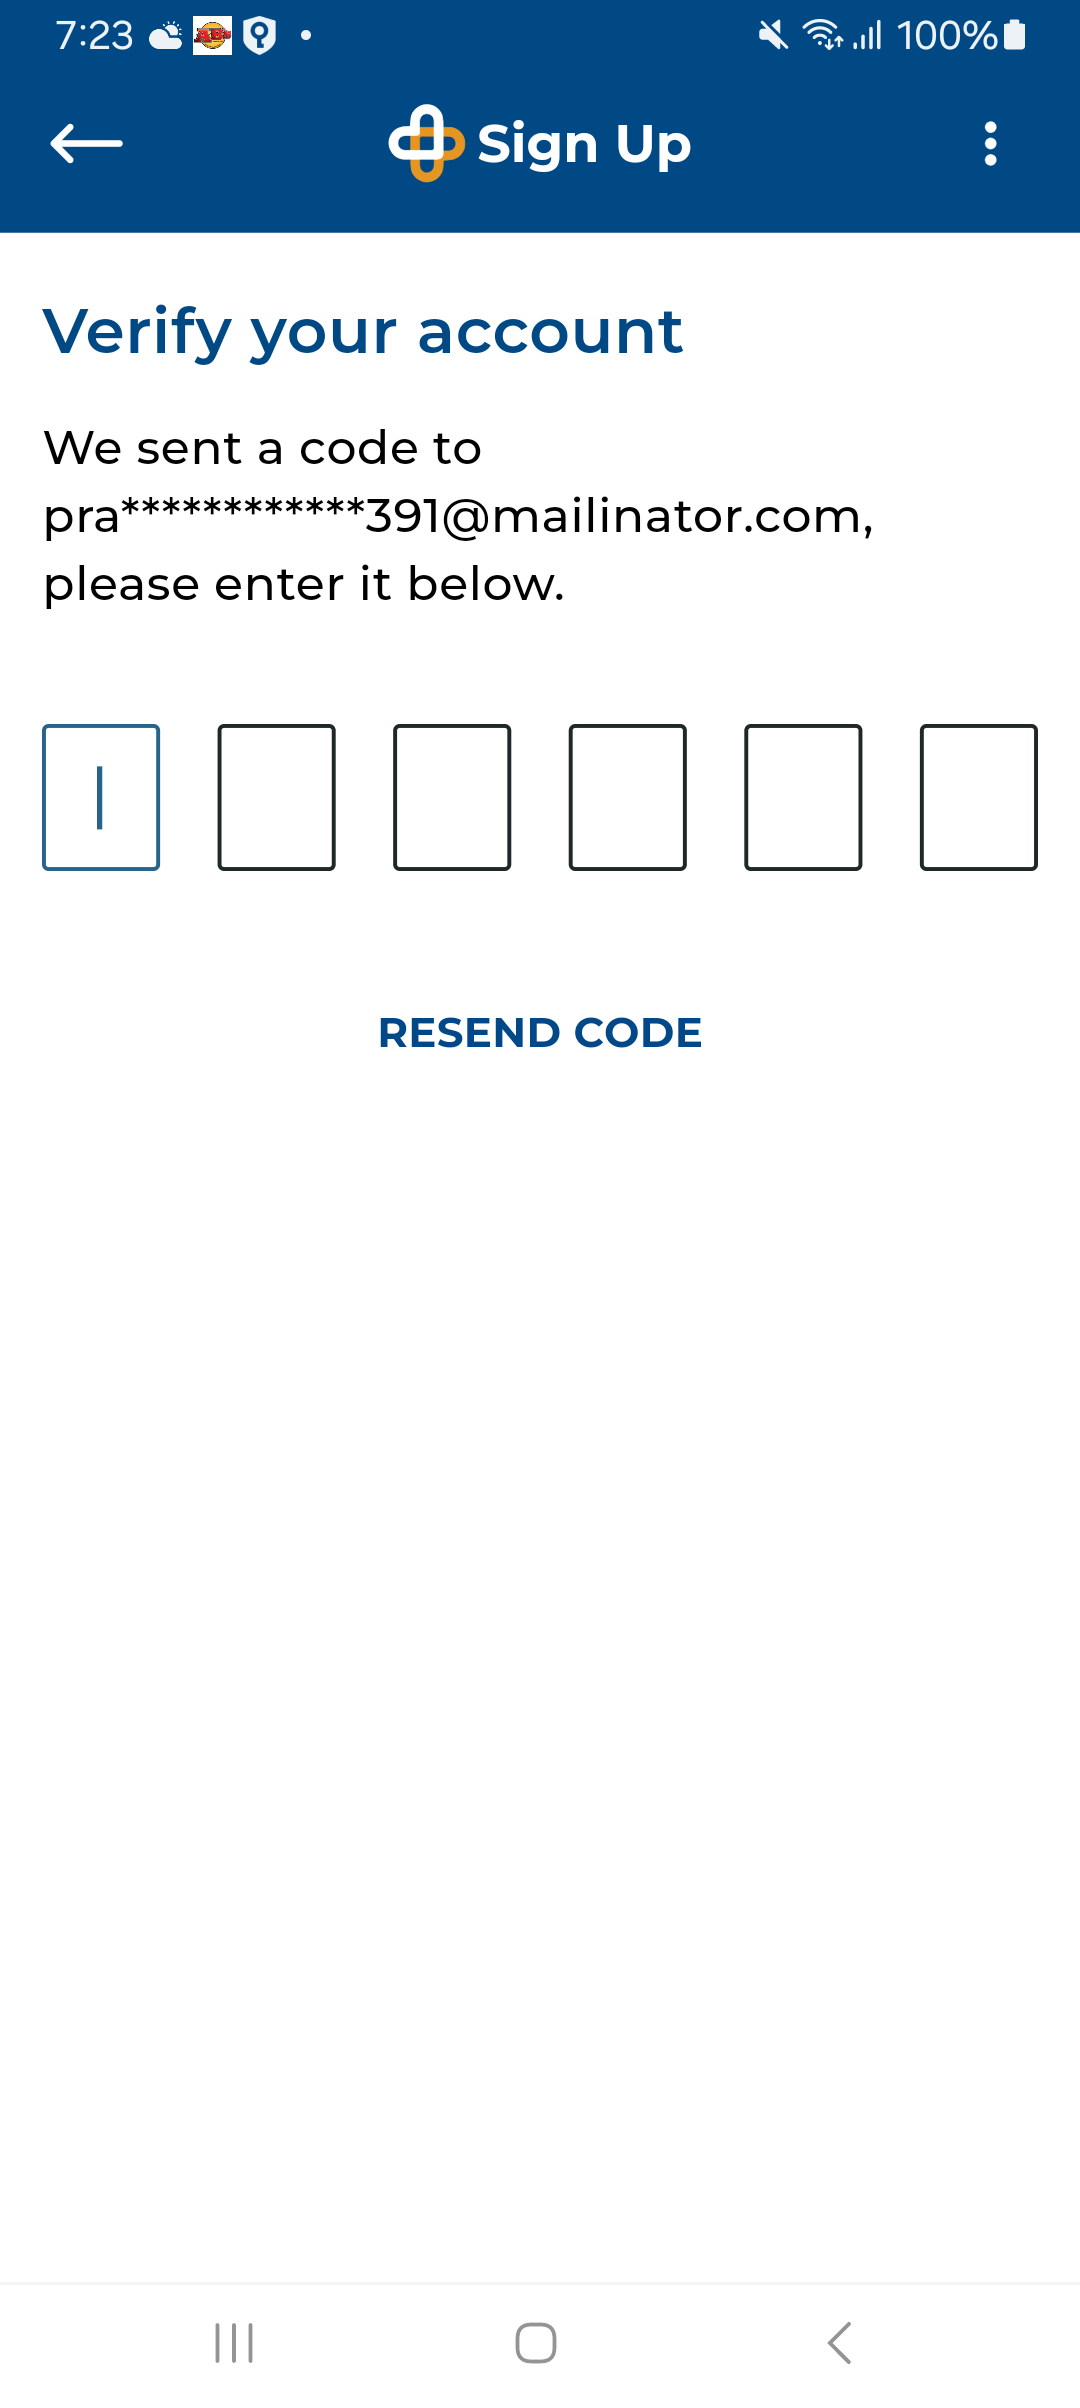 7:23
100%
Sign Up
Verify your account
We sent a code to
pra************391@mailinator.com,
please enter it below.
RESEND CODE